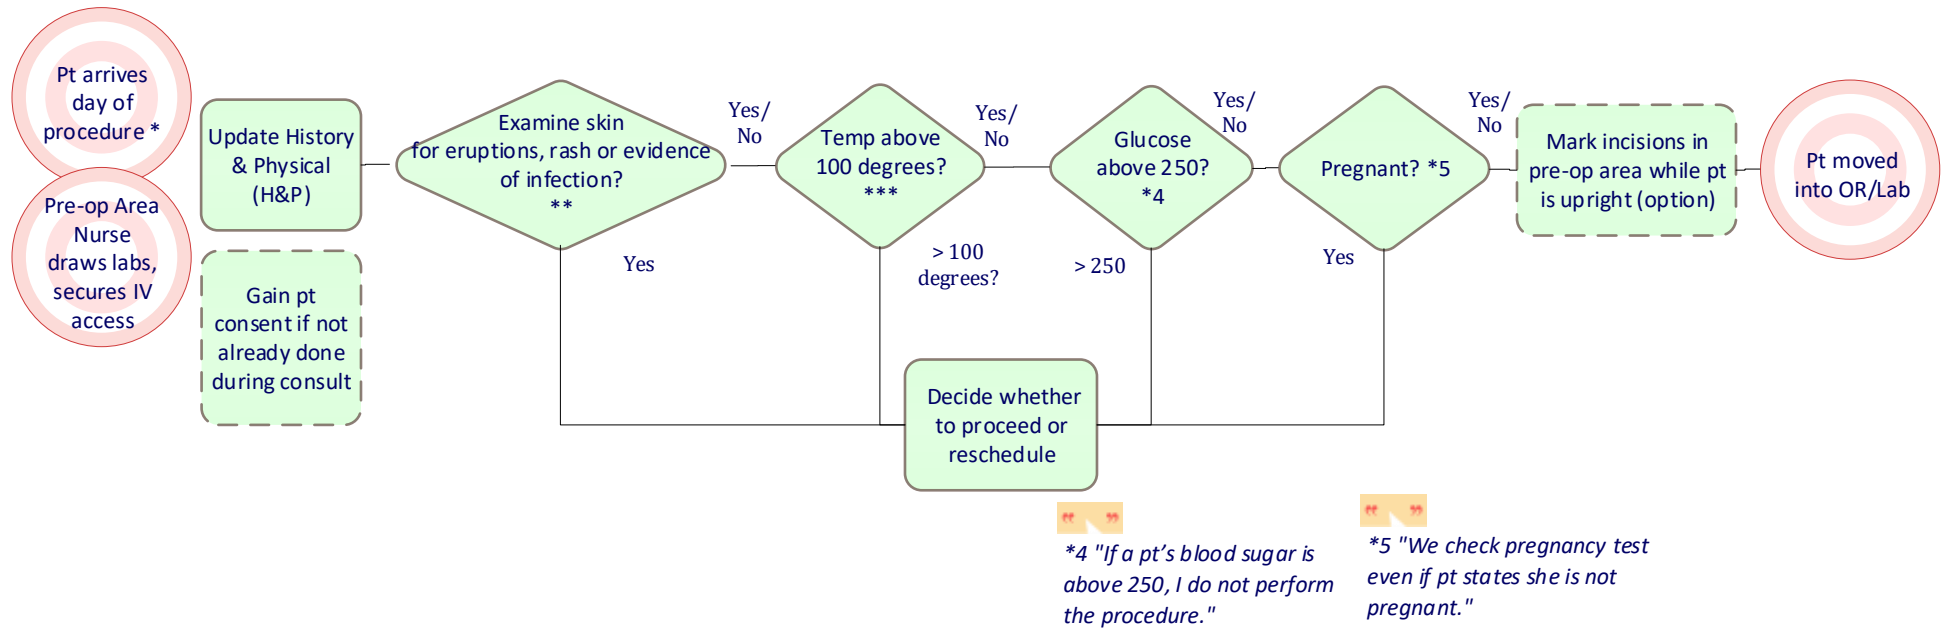 Pt arrives
day of
procedure *
Pre-op Area
Nurse
draws labs,
secures IV
access
Update History
& Physical
(H&P)
Gain pt
consent if not
already done
during consult
Examine skin
for eruptions, rash or evidence
of infection?
**
Yes/
No
Yes
Temp above
100 degrees?
***
Yes/
No
> 100
degrees?
Glucose
above 250?
*4
Yes/
No
> 250
Pregnant? *5
Yes/
No
Yes
Mark incisions in
pre-op area while pt
is upright (option)
Pt moved
into OR/Lab
Decide whether
to proceed or
reschedule
*4 "If a pt’s blood sugar is
above 250, I do not perform
the procedure."
*5 "We check pregnancy test
even if pt states she is not
pregnant."